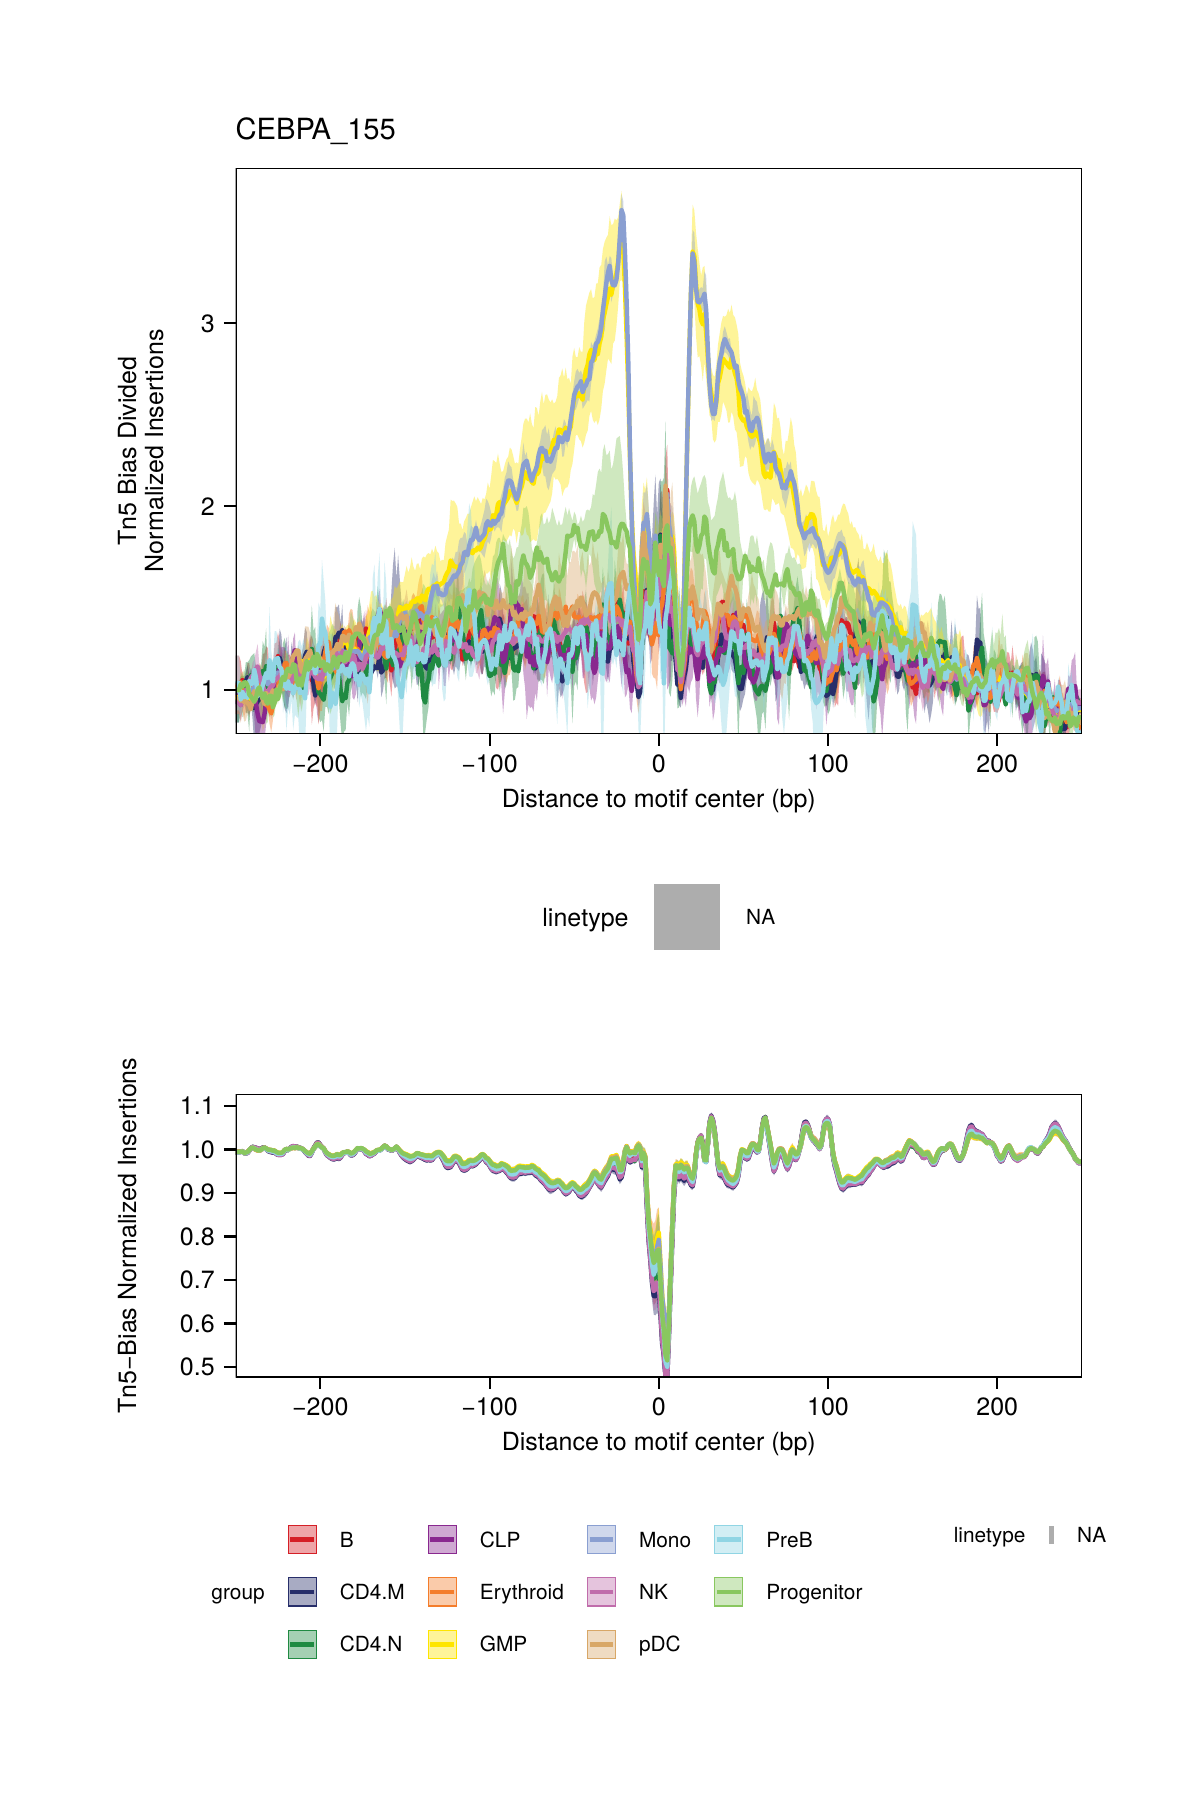 CEBPA_155
Tn5 Bias Divided
Normalized Insertions
3
2
1
−200 −100 0 100 200
Distance to motif center (bp)
linetype NA
Tn5−Bias Normalized Insertions
1.1
1.0
0.9
0.8
0.7
0.6
0.5
−200 −100 0 100 200
Distance to motif center (bp)
B CLP Mono PreB linetype NA
group CD4.M Erythroid NK Progenitor
CD4.N GMP pDC